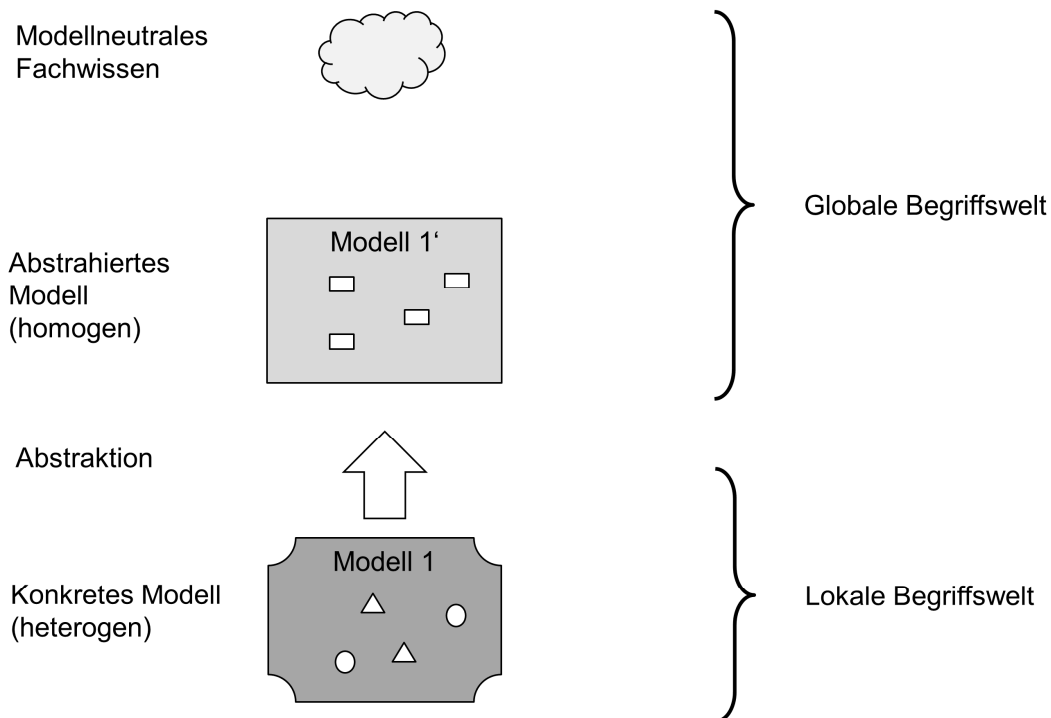 Modellneutrales
Fachwissen
Globale Begriffswelt
Modell 1‘
Abstrahiertes
Modell
(homogen)
Abstraktion
Modell 1
Konkretes Modell
(heterogen)
Lokale Begriffswelt